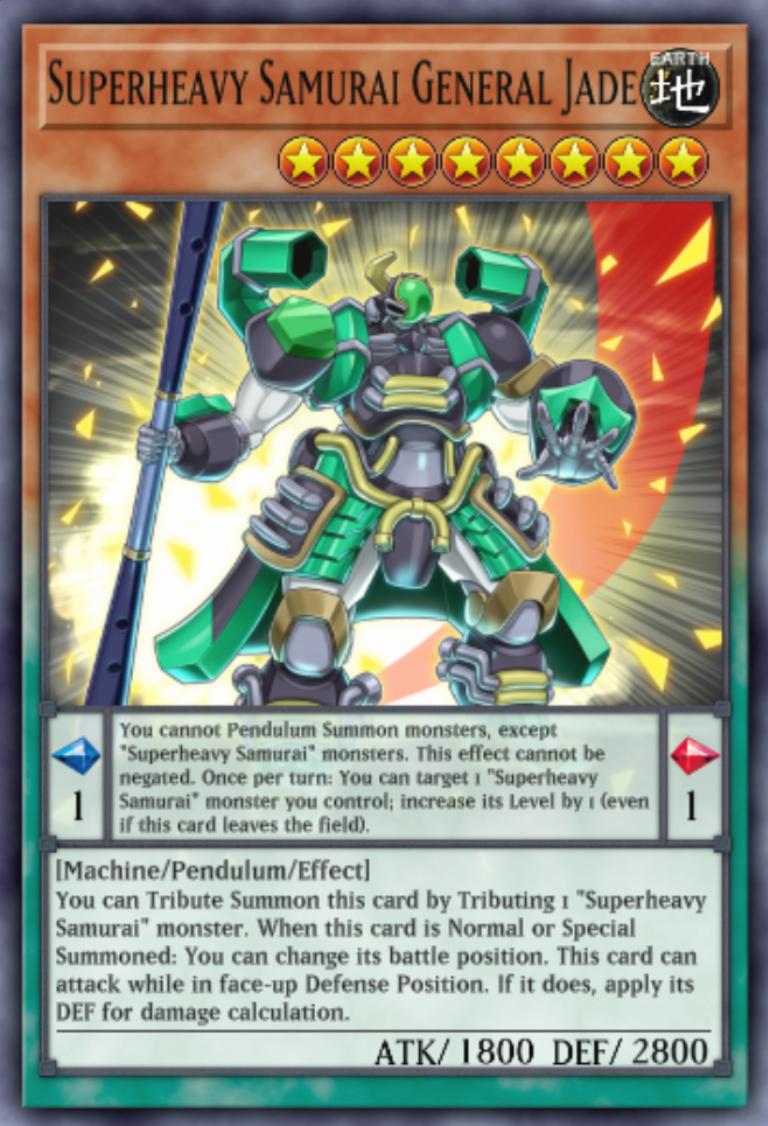 SUPERHEAVY SAMURAI GENERAL JADE
EARTH
地
1
You cannot Pendulum Summon monsters, except
"Superheavy Samurai" monsters. This effect cannot be
negated. Once per turn: You can target 1 "Superheavy
Samurai" monster you control; increase its Level by 1 (even
if this card leaves the field).
1
[Machine/Pendulum/Effect]
You can Tribute Summon this card by Tributing 1 "Superheavy
Samurai" monster. When this card is Normal or Special
Summoned: You can change its battle position. This card can
attack while in face-up Defense Position. If it does, apply its
DEF for damage calculation.
ATK/ 1800 DEF/ 2800